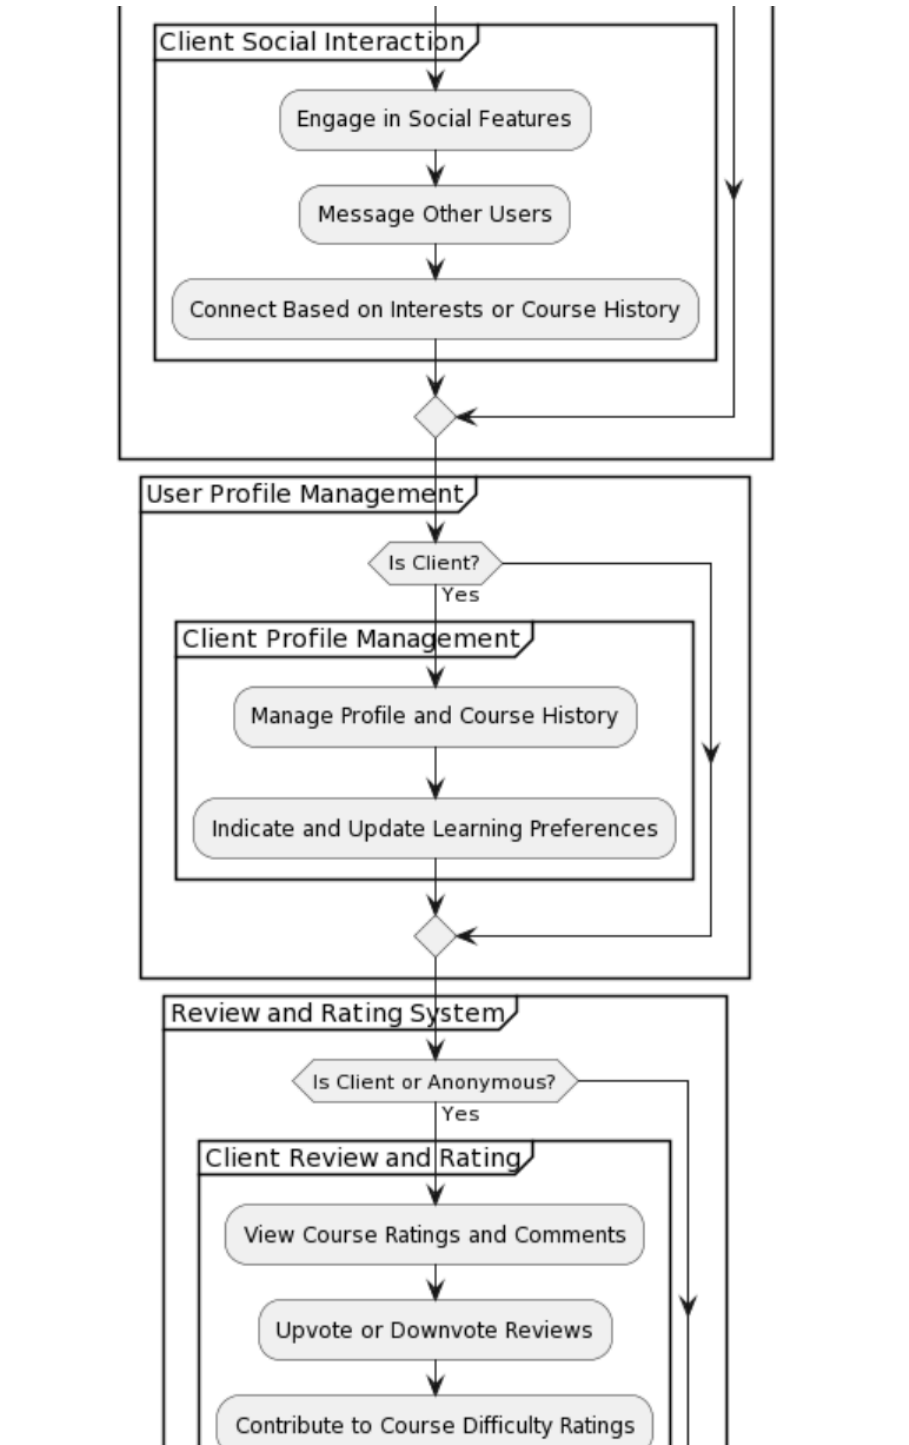 Client Social Interaction
Engage in Social Features
Message Other Users
Connect Based on Interests or Course History
User Profile Management
Is Client?
Yes
Client Profile Management
Manage Profile and Course History
Indicate and Update Learning Preferences
Review and Rating System
Is Client or Anonymous?
Yes
Client Review and Rating
View Course Ratings and Comments
Upvote or Downvote Reviews
Contribute to Course Difficulty Ratings